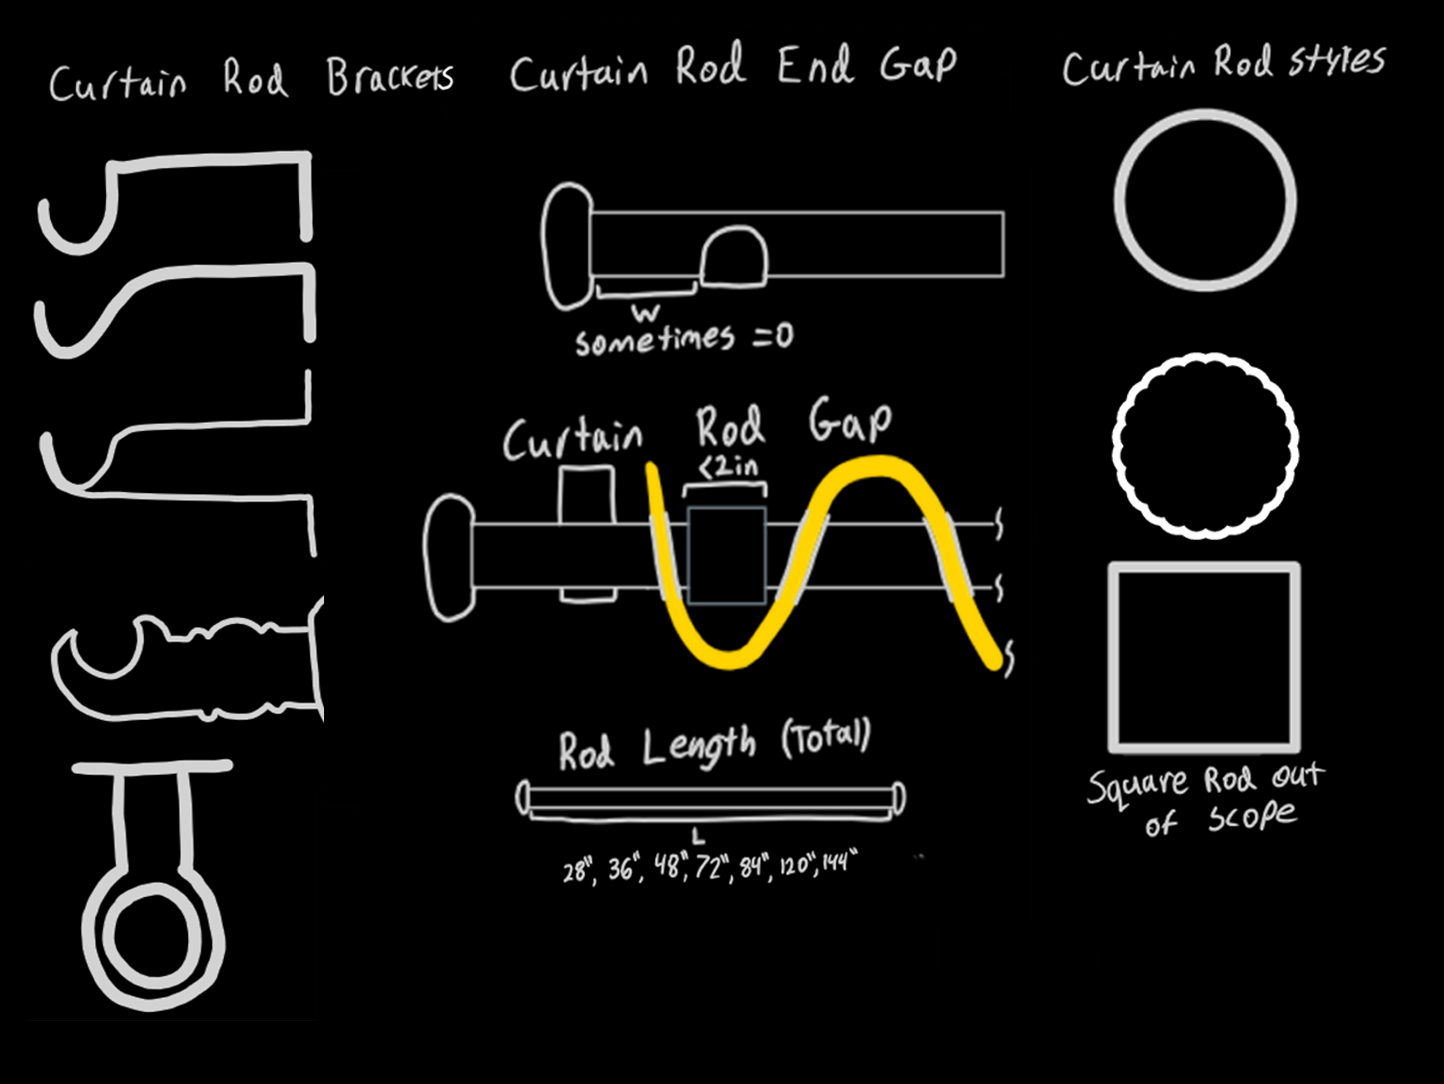 Curtain Rod Brackets
Curtain Rod End Gap
W
sometimes =0
Curtain Rod Gap
<2in
Rod Length (Total)
L
28", 36", 48", 72", 84", 120", 144"
Curtain Rod styles
Square Rod out
of scope